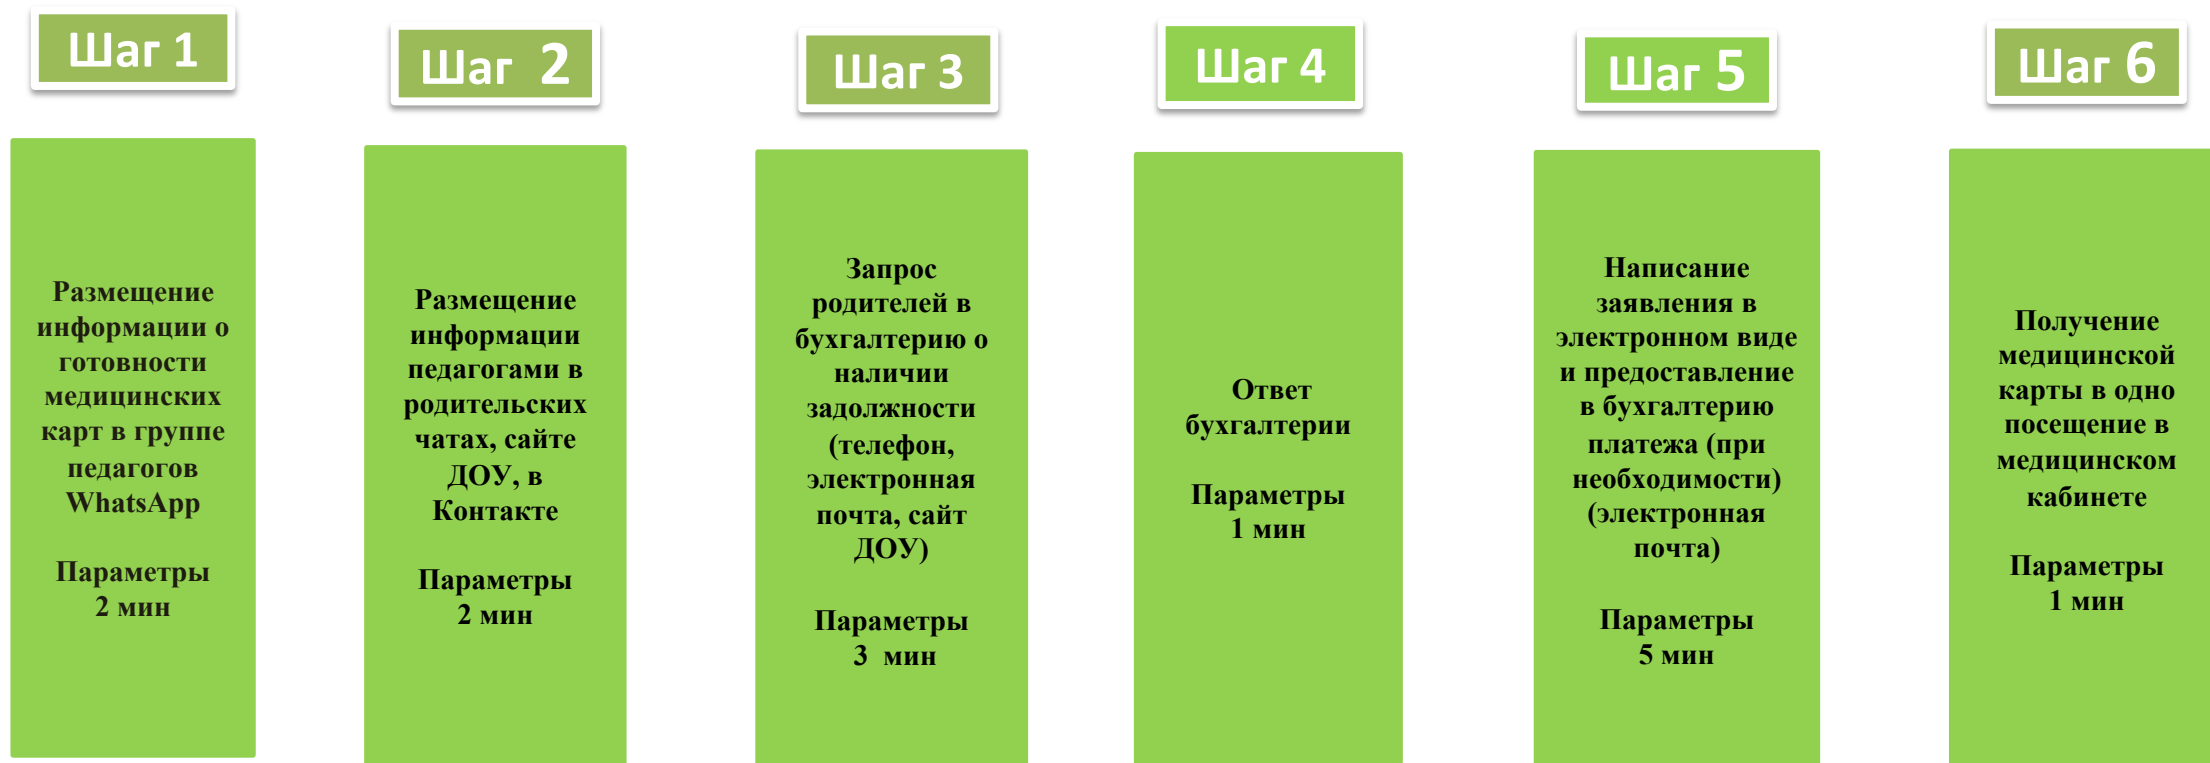 Шаг 1
Размещение
информации о
готовности
медицинских
карт в группе
педагогов
WhatsApp
Параметры
2 мин
Шаг 2
Размещение
информации
педагогами в
родительских
чатах, сайте
ДОУ, в
Контакте
Параметры
2 мин
Шаг 3
Запрос
родителей в
бухгалтерию о
наличии
задолжности
(телефон,
электронная
почта, сайт
ДОУ)
Параметры
3 мин
Шаг 4
Ответ
бухгалтерии
Параметры
1 мин
Шаг 5
Написание
заявления в
электронном виде
и предоставление
в бухгалтерию
платежа (при
необходимости)
(электронная
почта)
Параметры
5 мин
Шаг 6
Получение
медицинской
карты в одно
посещение в
медицинском
кабинете
Параметры
1 мин